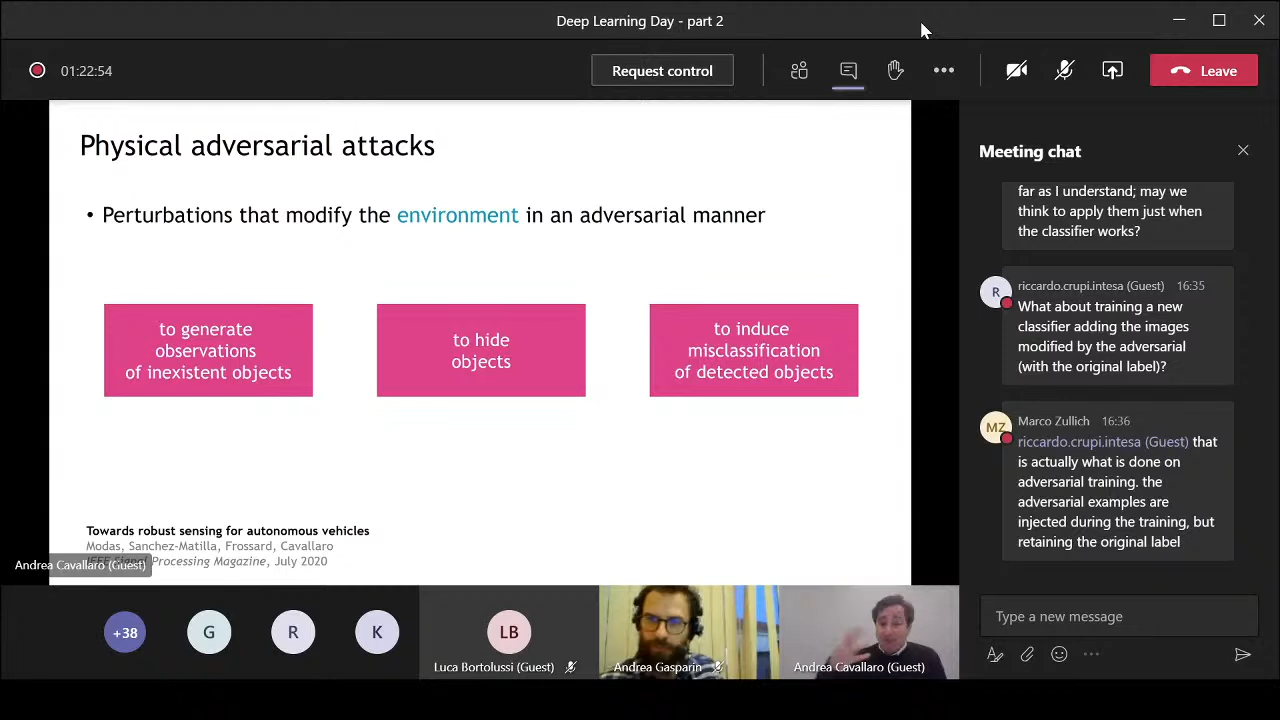 Deep Learning Day - part 2
01:22:54
Request control
Leave
Physical adversarial attacks
• Perturbations that modify the environment in an adversarial manner
to generate
observations
of inexistent objects
to hide
objects
to induce
misclassification
of detected objects
Towards robust sensing for autonomous vehicles
Modas, Sanchez-Matilla, Frossard, Cavallaro
IEEE Signal Processing Magazine, July 2020
Andrea Cavallaro (Guest)
+38
G
R
K
LB
Luca Bortolussi (Guest)
Andrea Gasparin
Andrea Cavallaro (Guest)
Meeting chat
far as I understand; may we
think to apply them just when
the classifier works?
R
riccardo.crupi.intesa (Guest) 16:35
What about training a new
classifier adding the images
modified by the adversarial
(with the original label)?
MZ
Marco Zullich 16:36
riccardo.crupi.intesa (Guest) that
is actually what is done on
adversarial training. the
adversarial examples are
injected during the training, but
retaining the original label
Type a new message